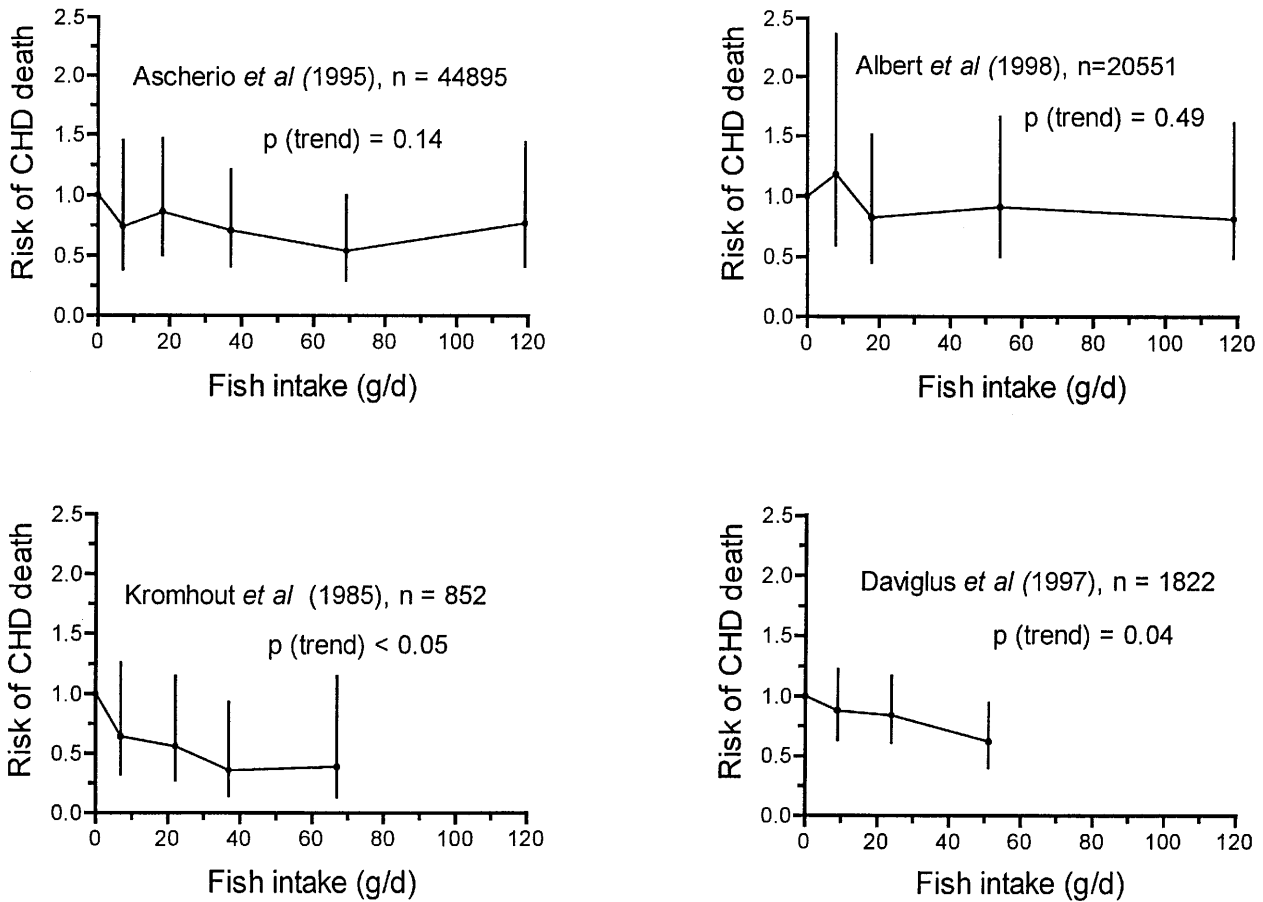 2.5
2.0
1.5
1.0
0.5
0.0
Risk of CHD death
Ascherio et al (1995), n = 44895
p (trend) = 0.14
0 20 40 60 80 100 120
Fish intake (g/d)
2.5
2.0
1.5
1.0
0.5
0.0
Risk of CHD death
Albert et al (1998), n=20551
p (trend) = 0.49
0 20 40 60 80 100 120
Fish intake (g/d)
2.5
2.0
1.5
1.0
0.5
0.0
Risk of CHD death
Kromhout et al (1985), n = 852
p (trend) < 0.05
0 20 40 60 80 100 120
Fish intake (g/d)
2.5
2.0
1.5
1.0
0.5
0.0
Risk of CHD death
Daviglus et al (1997), n = 1822
p (trend) = 0.04
0 20 40 60 80 100 120
Fish intake (g/d)